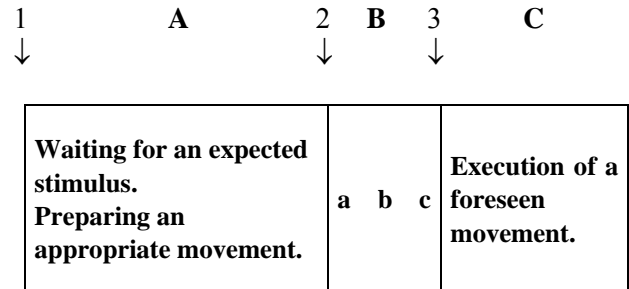 1 A 2 B 3 C
↓ ↓ ↓
Waiting for an expected
stimulus.
Preparing an
appropriate movement.
a b c
Execution of a
foreseen
movement.